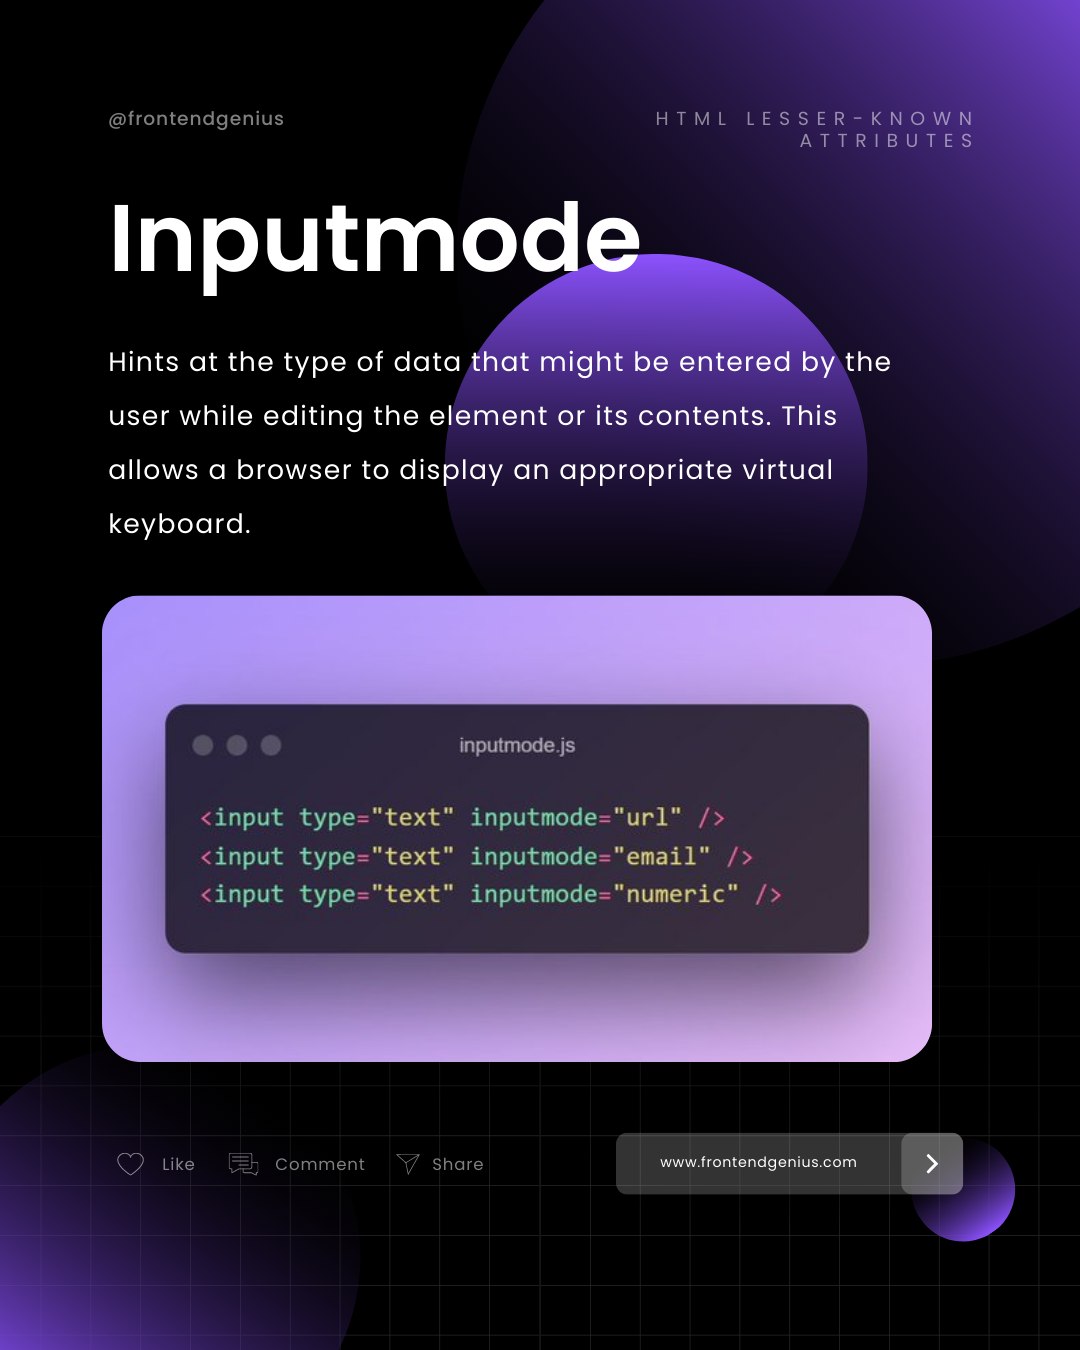 @frontendgenius
HTML LESSER-KNOWN
ATTRIBUTES
Inputmode
Hints at the type of data that might be entered by the
user while editing the element or its contents. This
allows a browser to display an appropriate virtual
keyboard.
inputmode.js
<input type="text" inputmode="url" />
<input type="text" inputmode="email" />
<input type="text" inputmode="numeric" />
Like
Comment
Share
www.frontendgenius.com